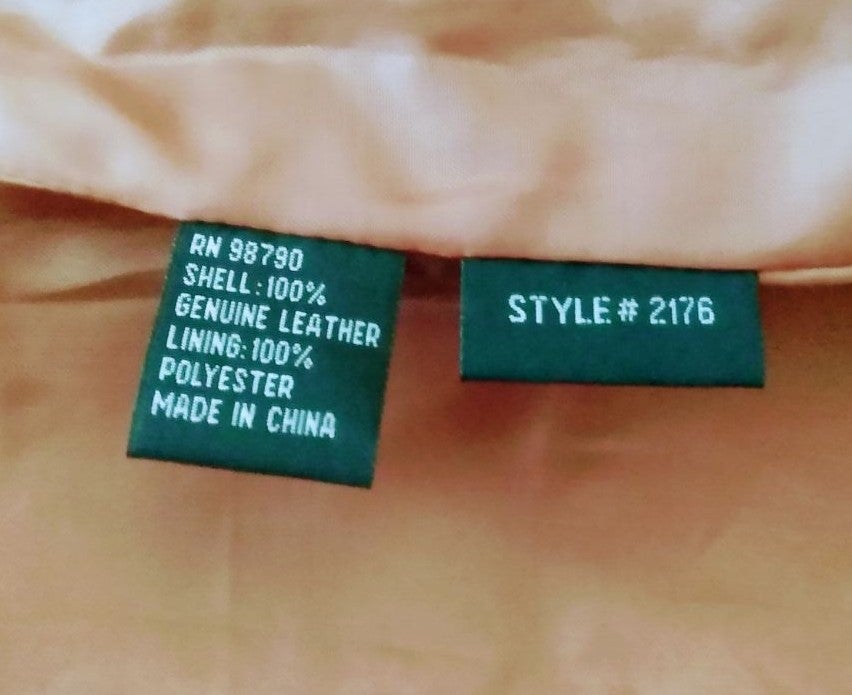 RN 98790
SHELL: 100%
GENUINE LEATHER
LINING: 100%
POLYESTER
MADE IN CHINA
STYLE# 2176